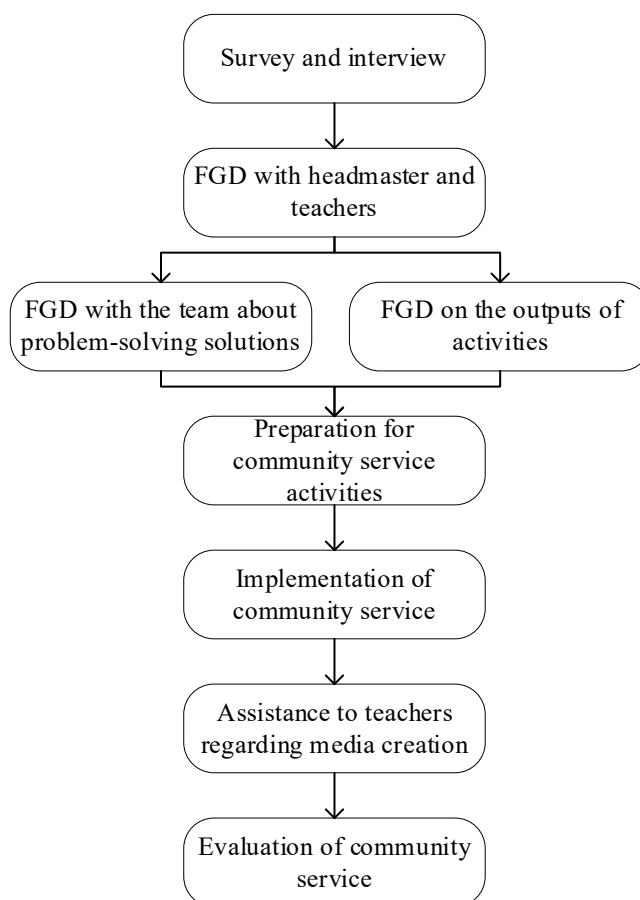 Survey and interview
FGD with headmaster and
teachers
FGD with the team about
problem-solving solutions
FGD on the outputs of
activities
Preparation for
community service
activities
Implementation of
community service
Assistance to teachers
regarding media creation
Evaluation of community
service